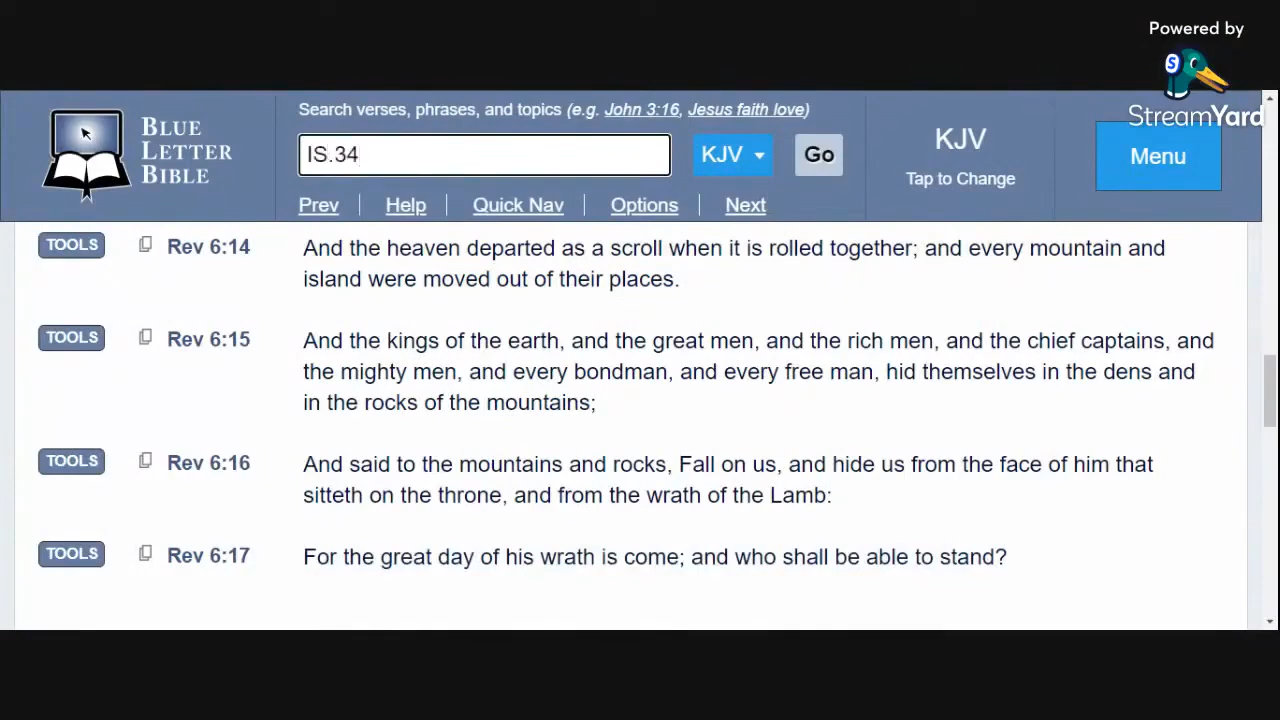 Powered by
StreamYard
BLUE
LETTER
BIBLE
Search verses, phrases, and topics (e.g. John 3:16, Jesus faith love)
IS.34
KJV
Go
KJV
Tap to Change
Menu
Prev
Help
Quick Nav
Options
Next
TOOLS Rev 6:14 And the heaven departed as a scroll when it is rolled together; and every mountain and
island were moved out of their places.
TOOLS Rev 6:15 And the kings of the earth, and the great men, and the rich men, and the chief captains, and
the mighty men, and every bondman, and every free man, hid themselves in the dens and
in the rocks of the mountains;
TOOLS Rev 6:16 And said to the mountains and rocks, Fall on us, and hide us from the face of him that
sitteth on the throne, and from the wrath of the Lamb:
TOOLS Rev 6:17 For the great day of his wrath is come; and who shall be able to stand?